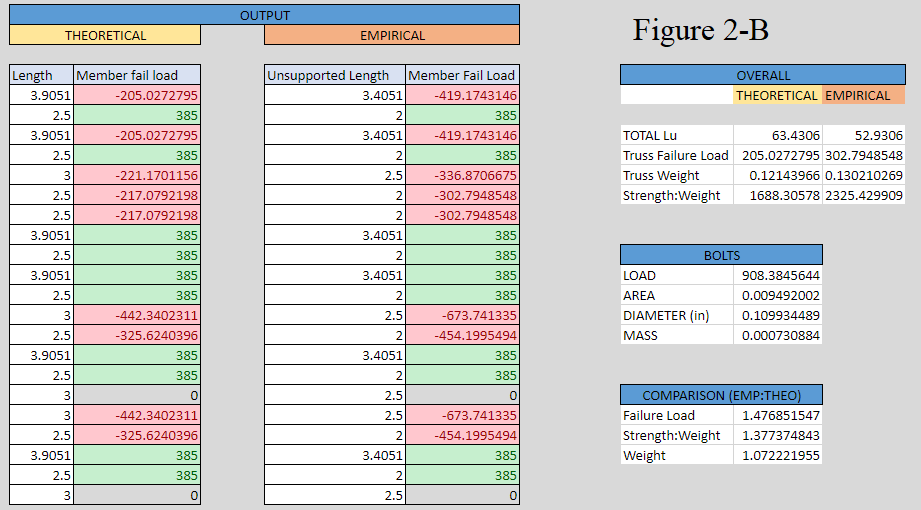 OUTPUT
THEORETICAL EMPIRICAL
Length Member fail load Unsupported Length Member Fail Load
3.9051 -205.0272795 3.4051 -419.1743146
2.5 385 2 385
3.9051 -205.0272795 3.4051 -419.1743146
2.5 385 2 385
3 -221.1701156 2.5 -336.8706675
2.5 -217.0792198 2 -302.7948548
2.5 -217.0792198 2 -302.7948548
3.9051 385 3.4051 385
2.5 385 2 385
3.9051 385 3.4051 385
2.5 385 2 385
3 -442.3402311 2.5 -673.741335
2.5 -325.6240396 2 -454.1995494
3.9051 385 3.4051 385
2.5 385 2 385
3 0 2.5 0
3 -442.3402311 2.5 -673.741335
2.5 -325.6240396 2 -454.1995494
3.9051 385 3.4051 385
2.5 385 2 385
3 0 2.5 0
Figure 2-B
OVERALL
THEORETICAL EMPIRICAL
TOTAL Lu 63.4306 52.9306
Truss Failure Load 205.0272795 302.7948548
Truss Weight 0.12143966 0.130210269
Strength:Weight 1688.30578 2325.429909
BOLTS
LOAD 908.3845644
AREA 0.009492002
DIAMETER (in) 0.109934489
MASS 0.000730884
COMPARISON (EMP:THEO)
Failure Load 1.476851547
Strength:Weight 1.377374843
Weight 1.072221955